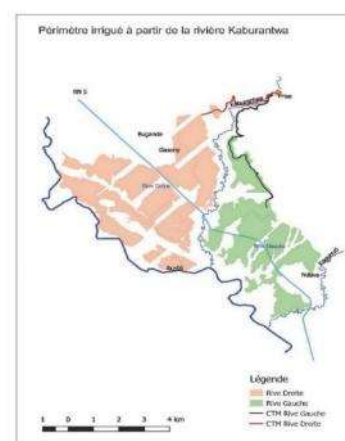 Périmètre irrigué à partir de la rivière Kaburantwa
RN 5
Buganda
Gasenyi
Rive Droite
Rive Gauche
Ndava
Légende
Rive Droite
Rive Gauche
CTM Rive Gauche
CTM Rive Droite
1 0 1 2 3 4 km